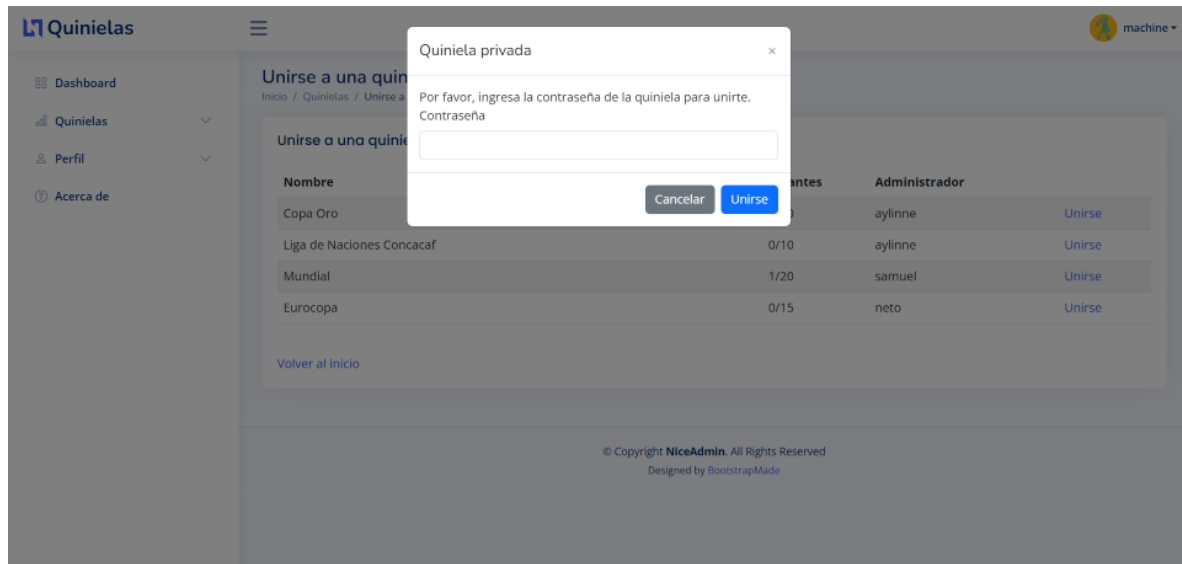 Quinielas
machine
Quiniela privada
×
Por favor, ingresa la contraseña de la quiniela para unirte.
Contraseña
Cancelar Unirse
Dashboard
Quinielas
Perfil
Acerca de
Unirse a una quin
Inicio / Quinielas / Unirse a
Unirse a una quinie
Nombre antes Administrador
Copa Oro aylinne Unirse
Liga de Naciones Concacaf 0/10 aylinne Unirse
Mundial 1/20 samuel Unirse
Eurocopa 0/15 neto Unirse
Volver al inicio
© Copyright NiceAdmin. All Rights Reserved
Designed by BootstrapMade